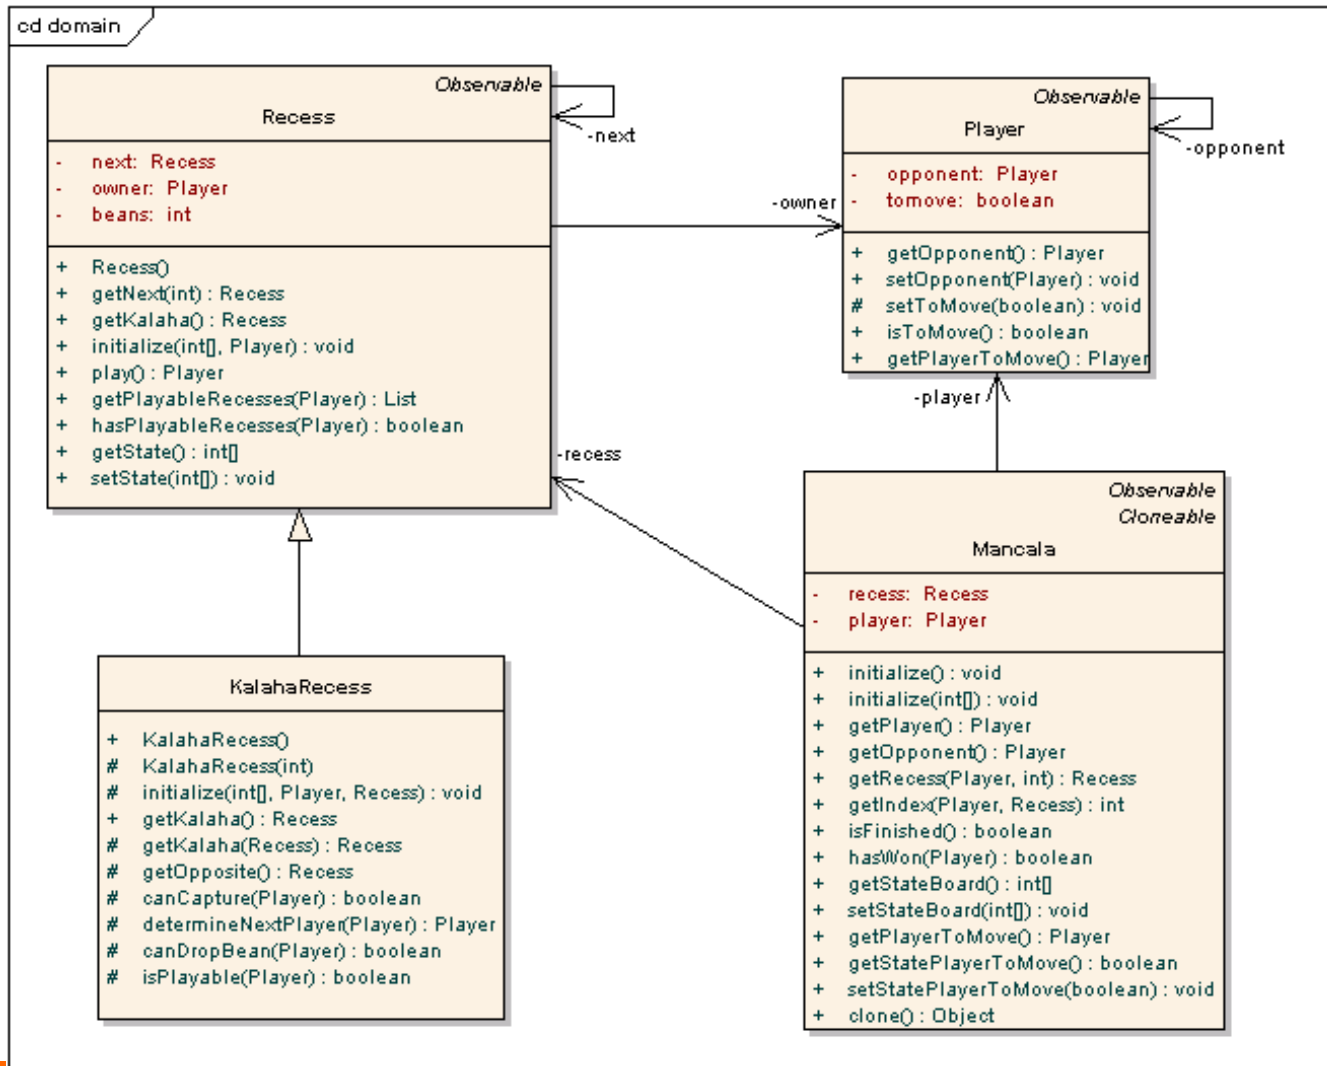 cd domain
Observable
Recess
- next: Recess
- owner: Player
- beans: int
+ Recess()
+ getNext(int) : Recess
+ getKalaha() : Recess
+ initialize(int[], Player) : void
+ play() : Player
+ getPlayableRecesses(Player) : List
+ hasPlayableRecesses(Player) : boolean
+ getState() : int[]
+ setState(int[]) : void
-next
-owner
Observable
Player
- opponent: Player
- tomove: boolean
+ getOpponent() : Player
+ setOpponent(Player) : void
# setToMove(boolean) : void
+ isToMove() : boolean
+ getPlayerToMove() : Player
-opponent
-player
-recess
KalahaRecess
+ KalahaRecess()
# KalahaRecess(int)
# initialize(int[], Player, Recess) : void
+ getKalaha() : Recess
# getKalaha(Recess) : Recess
# getOpposite() : Recess
# canCapture(Player) : boolean
# determineNextPlayer(Player) : Player
# canDropBean(Player) : boolean
# isPlayable(Player) : boolean
Observable
Cloneable
Mancala
- recess: Recess
- player: Player
+ initialize() : void
+ initialize(int[]) : void
+ getPlayer() : Player
+ getOpponent() : Player
+ getRecess(Player, int) : Recess
+ getIndex(Player, Recess) : int
+ isFinished() : boolean
+ hasWon(Player) : boolean
+ getStateBoard() : int[]
+ setStateBoard(int[]) : void
+ getPlayerToMove() : Player
+ getStatePlayerToMove() : boolean
+ setStatePlayerToMove(boolean) : void
+ clone() : Object